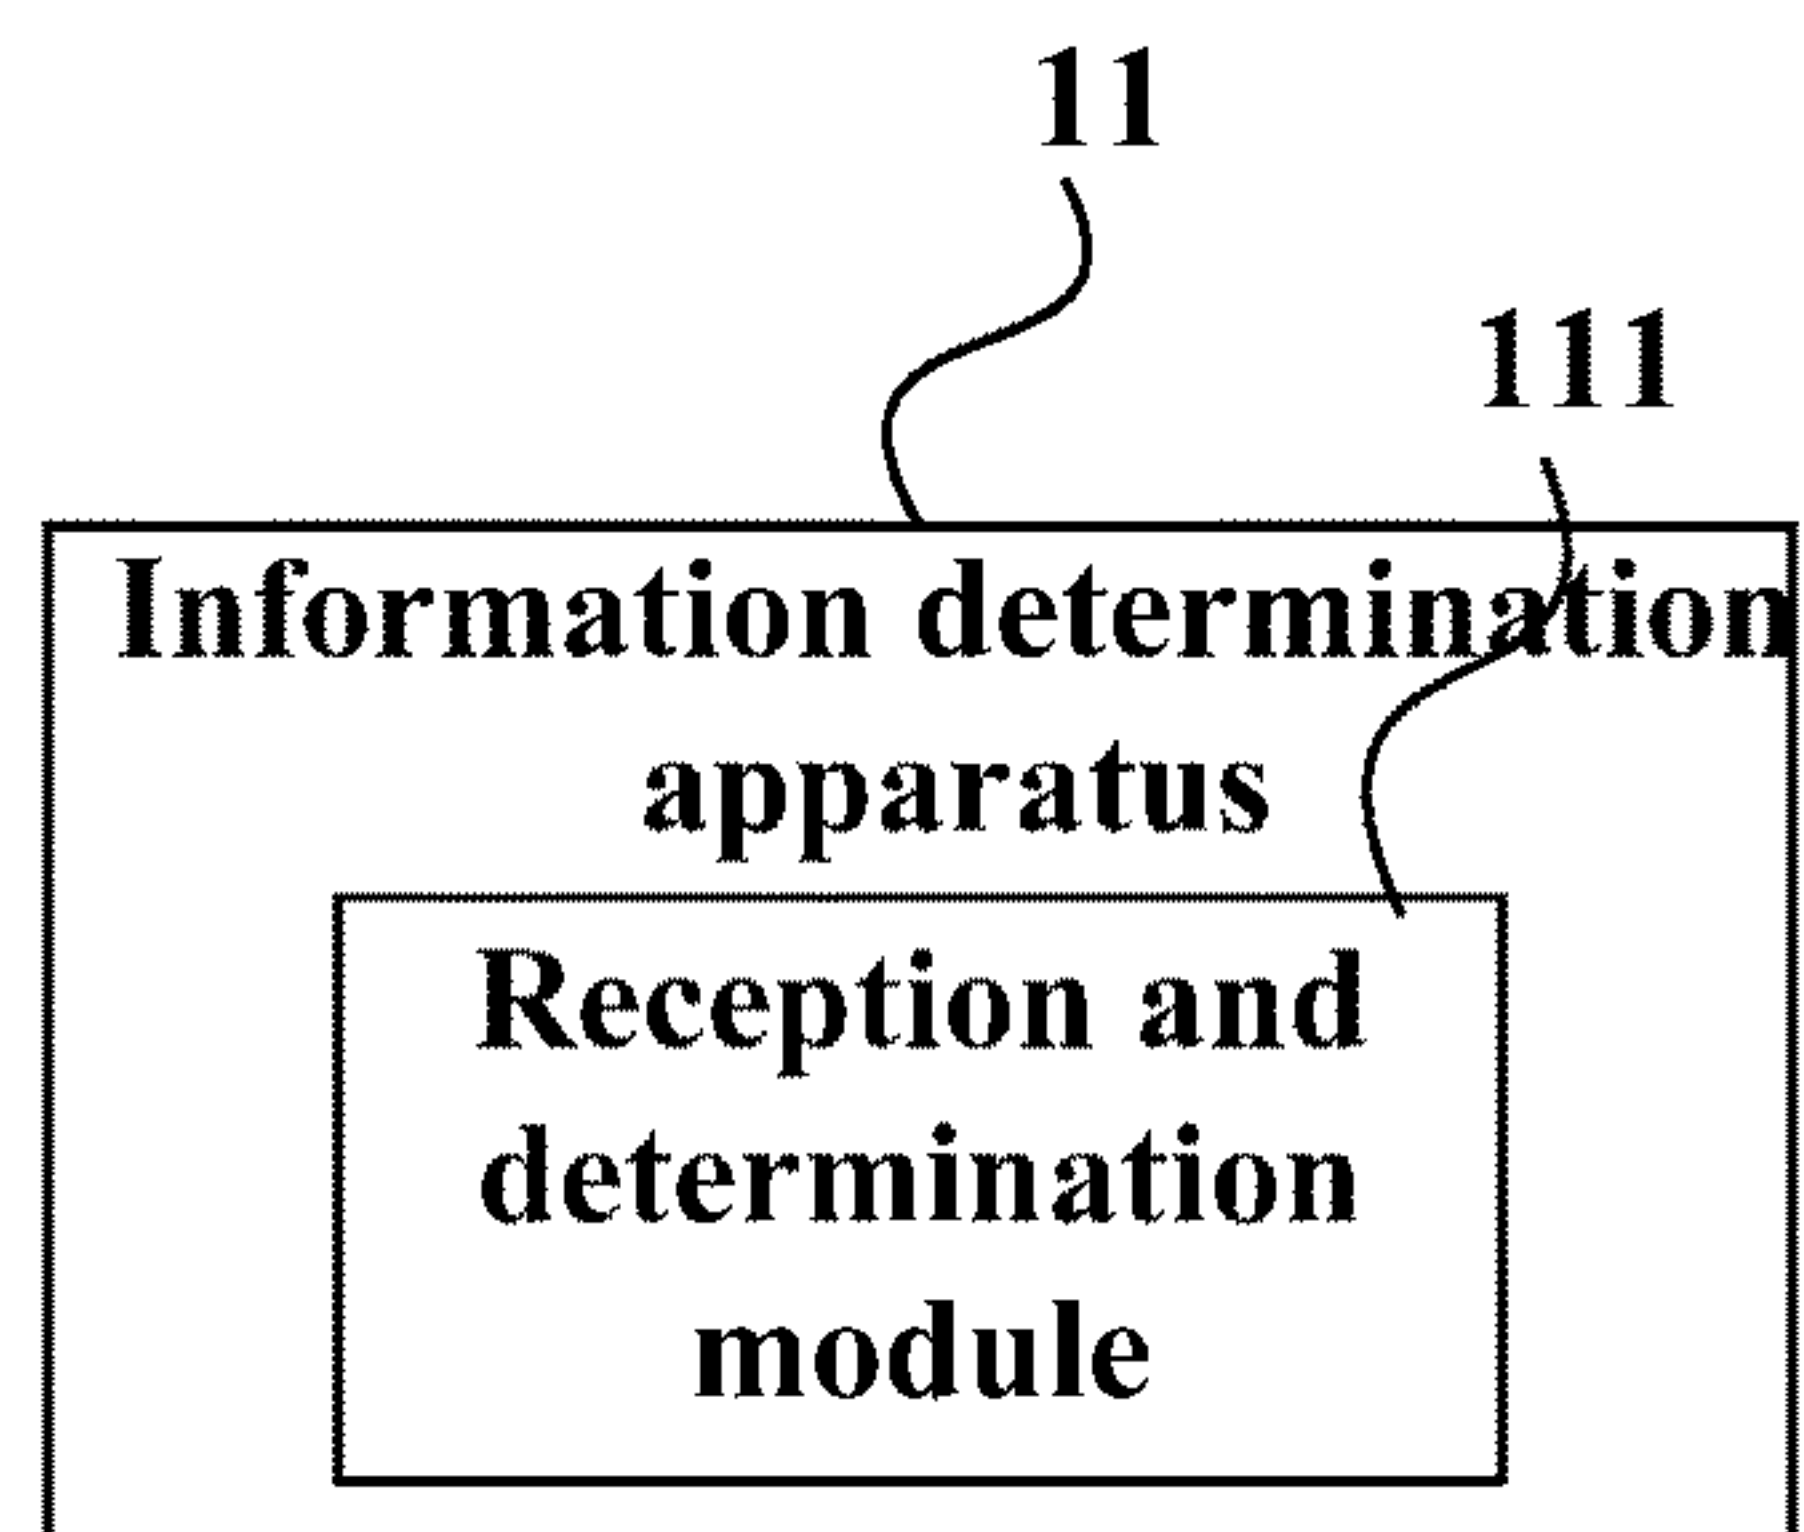 11
111
Information determination
apparatus
Reception and
determination
module